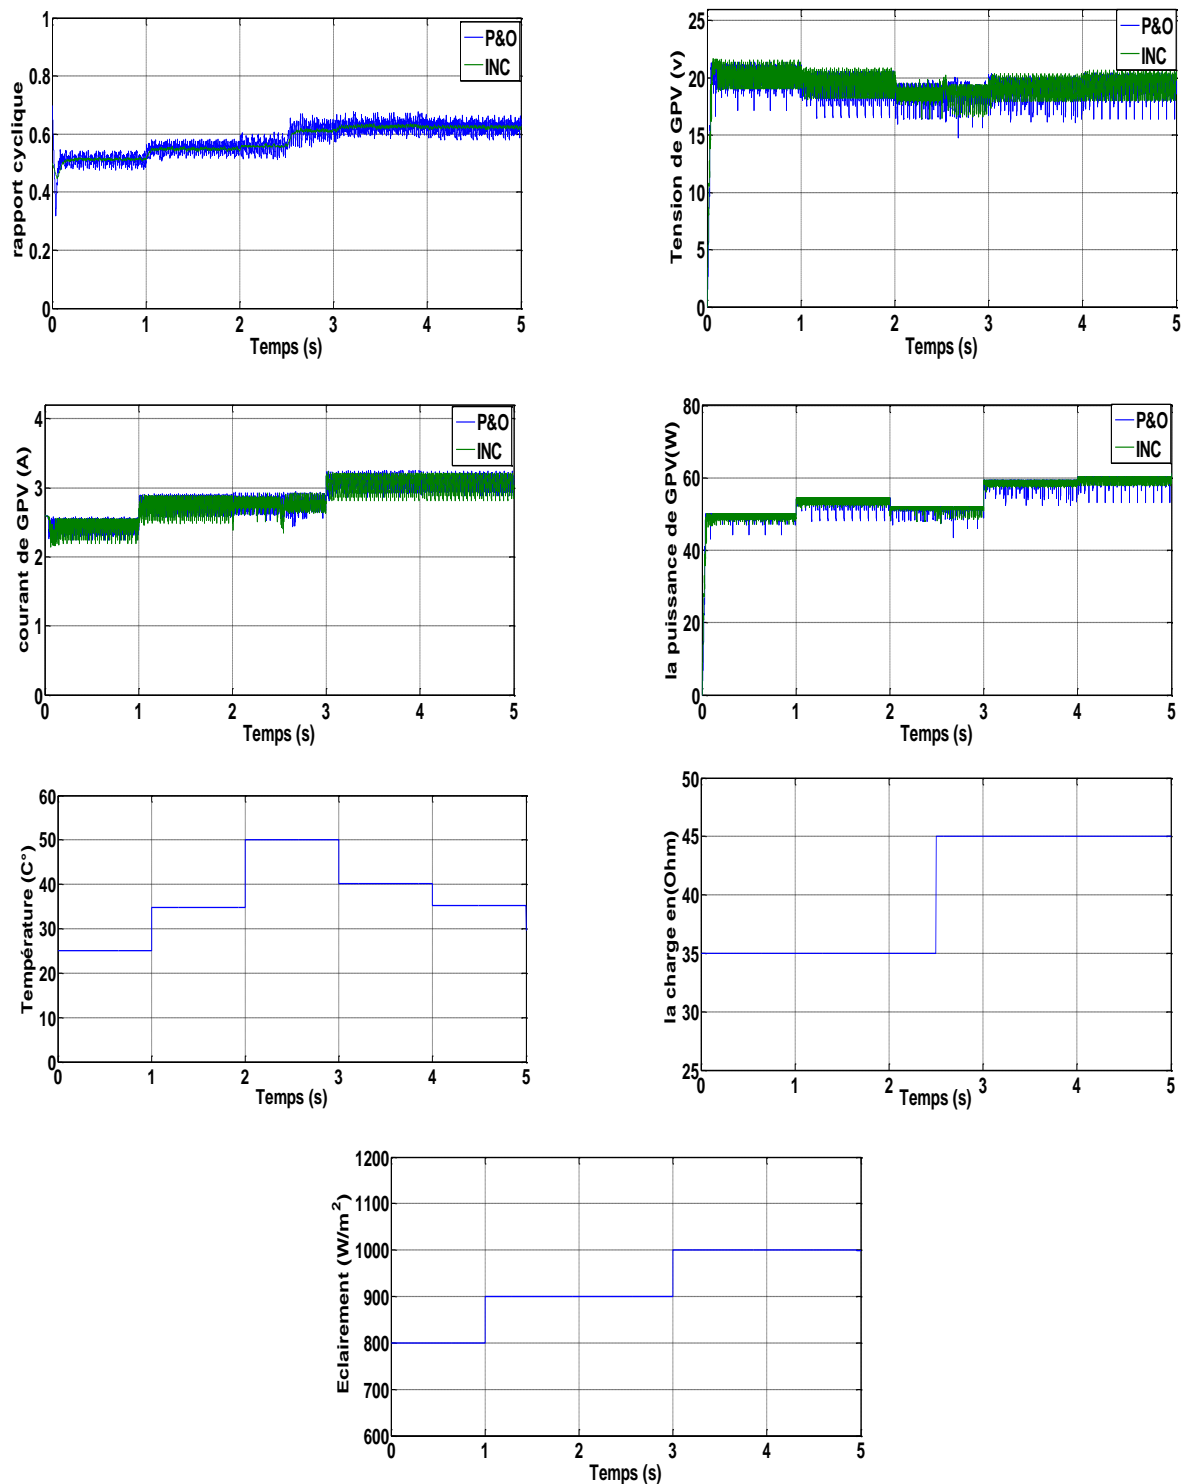 1
0.8
0.6
0.4
0.2
0
rapport cyclique
P&O
INC
0 1 2 3 4 5
Temps (s)
25
20
15
10
5
0
Tension de GPV (v)
P&O
INC
0 1 2 3 4 5
Temps (s)
4
3
2
1
0
courant de GPV (A)
P&O
INC
0 1 2 3 4 5
Temps (s)
80
60
40
20
0
la puissance de GPV(W)
P&O
INC
0 1 2 3 4 5
Temps (s)
60
50
40
30
20
10
0
Température (C°)
0 1 2 3 4 5
Temps (s)
50
45
40
35
30
25
la charge en(Ohm)
0 1 2 3 4 5
Temps (s)
1200
1100
1000
900
800
700
600
Eclairement (W/m²)
0 1 2 3 4 5
Temps (s)